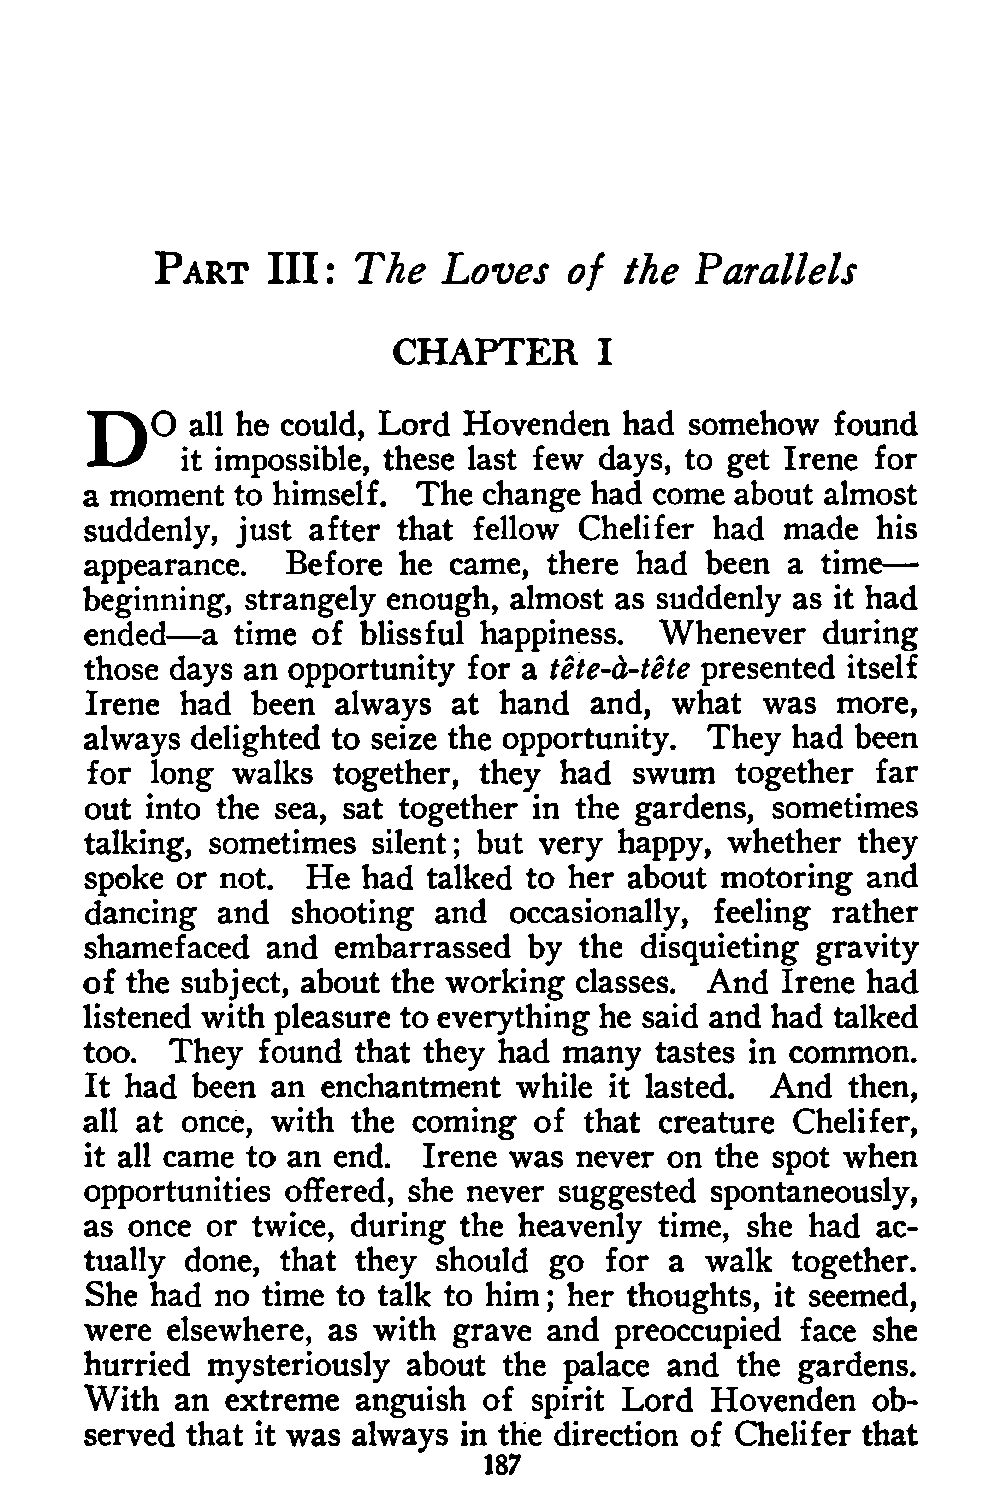 PART III: The Loves of the Parallels
CHAPTER I
DO all he could, Lord Hovenden had somehow found
it impossible, these last few days, to get Irene for
a moment to himself. The change had come about almost
suddenly, just after that fellow Chelifer had made his
appearance. Before he came, there had been a time—
beginning, strangely enough, almost as suddenly as it had
ended—a time of blissful happiness. Whenever during
those days an opportunity for a tête-à-tête presented itself
Irene had been always at hand and, what was more,
always delighted to seize the opportunity. They had been
for long walks together, they had swum together far
out into the sea, sat together in the gardens, sometimes
talking, sometimes silent; but very happy, whether they
spoke or not. He had talked to her about motoring and
dancing and shooting and occasionally, feeling rather
shamefaced and embarrassed by the disquieting gravity
of the subject, about the working classes. And Irene had
listened with pleasure to everything he said and had talked
too. They found that they had many tastes in common.
It had been an enchantment while it lasted. And then,
all at once, with the coming of that creature Chelifer,
it all came to an end. Irene was never on the spot when
opportunities offered, she never suggested spontaneously,
as once or twice, during the heavenly time, she had ac-
tually done, that they should go for a walk together.
She had no time to talk to him; her thoughts, it seemed,
were elsewhere, as with grave and preoccupied face she
hurried mysteriously about the palace and the gardens.
With an extreme anguish of spirit Lord Hovenden ob-
served that it was always in the direction of Chelifer that
187